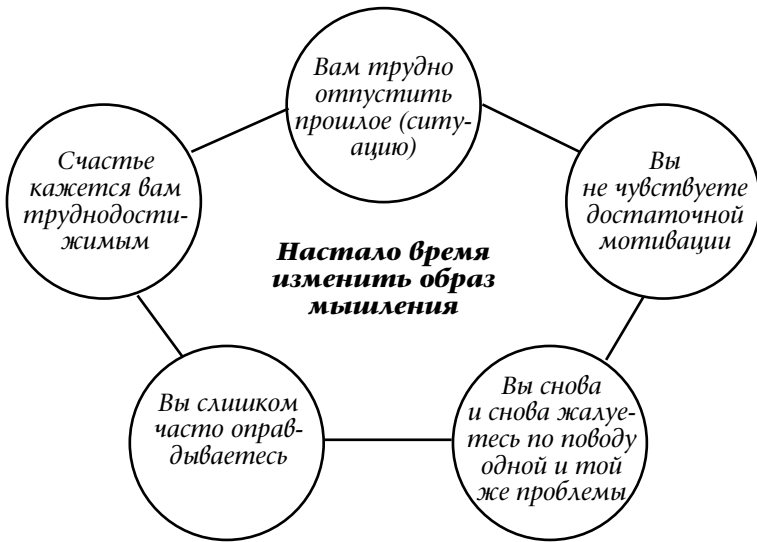 Вам трудно
отпустить
прошлое (ситу-
ацию)
Счастье
кажется вам
труднодости-
жимым
Вы
не чувствуете
достаточной
мотивации
Настало время
изменить образ
мышления
Вы слишком
часто оправ-
дываетесь
Вы снова
и снова жалуе-
тесь по поводу
одной и той
же проблемы